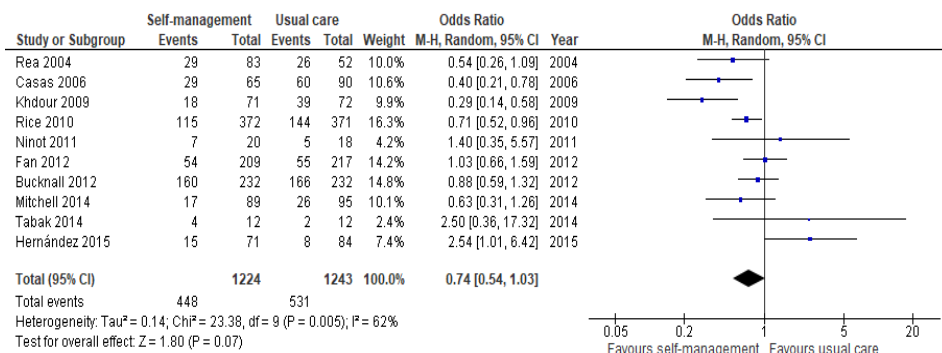 Self-management Usual care Odds Ratio Odds Ratio
Study or Subgroup Events Total Events Total Weight M-H, Random, 95% CI Year M-H, Random, 95% CI
Rea 2004 29 83 26 52 10.0% 0.54 [0.26, 1.09] 2004
Casas 2006 29 65 60 90 10.6% 0.40 [0.21, 0.78] 2006
Khdour 2009 18 71 39 72 9.9% 0.29 [0.14, 0.58] 2009
Rice 2010 115 372 144 371 16.3% 0.71 [0.52, 0.96] 2010
Ninot 2011 7 20 5 18 4.2% 1.40 [0.35, 5.57] 2011
Fan 2012 54 209 55 217 14.2% 1.03 [0.66, 1.59] 2012
Bucknall 2012 160 232 166 232 14.8% 0.88 [0.59, 1.32] 2012
Mitchell 2014 17 89 26 95 10.1% 0.63 [0.31, 1.26] 2014
Tabak 2014 4 12 2 12 2.4% 2.50 [0.36, 17.32] 2014
Hernández 2015 15 71 8 84 7.4% 2.54 [1.01, 6.42] 2015
Total (95% CI) 1224 1243 100.0% 0.74 [0.54, 1.03]
Total events 448 531
Heterogeneity: Tau² = 0.14; Chi² = 23.38, df = 9 (P = 0.005); I² = 62%
Test for overall effect: Z = 1.80 (P = 0.07)
0.05 0.2 1 5 20
Favours self-management Favours usual care